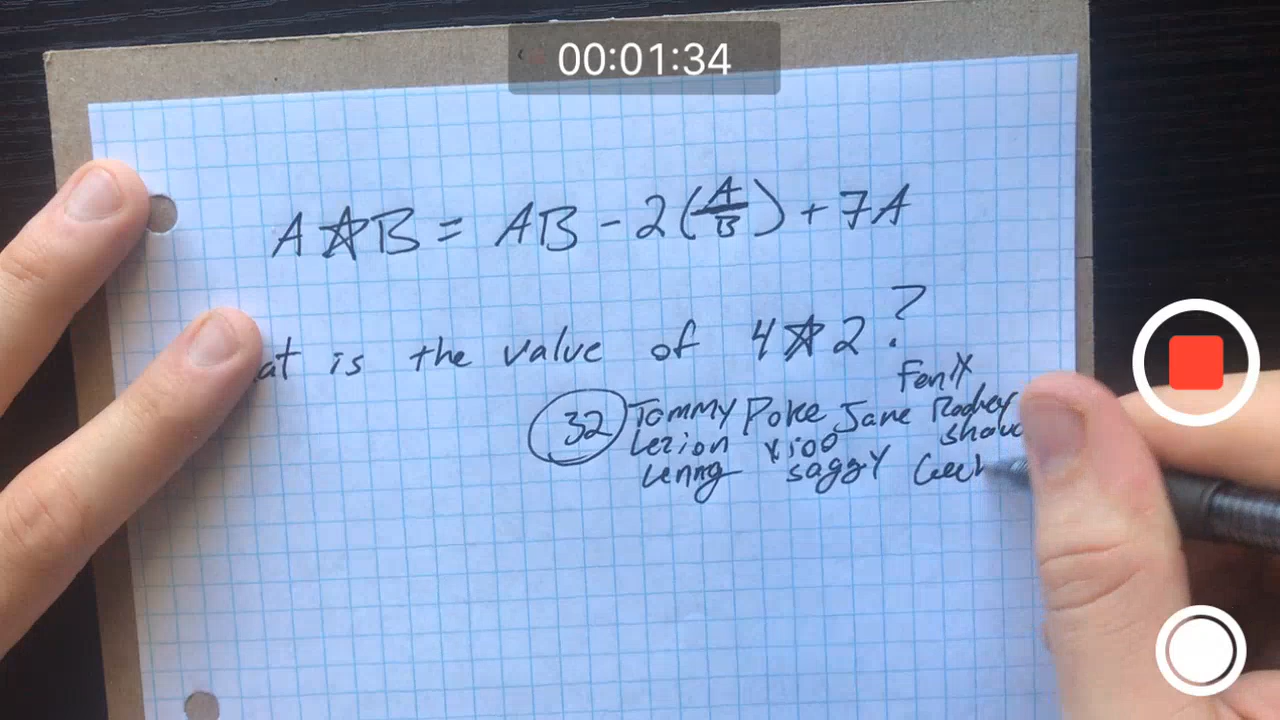 00:01:34
A☆B = AB - 2(A/B) + 7A
at is the value of 4☆2?
Fenix
32 Tommy Poke Jane Rodney
Lezion xioo
saggy